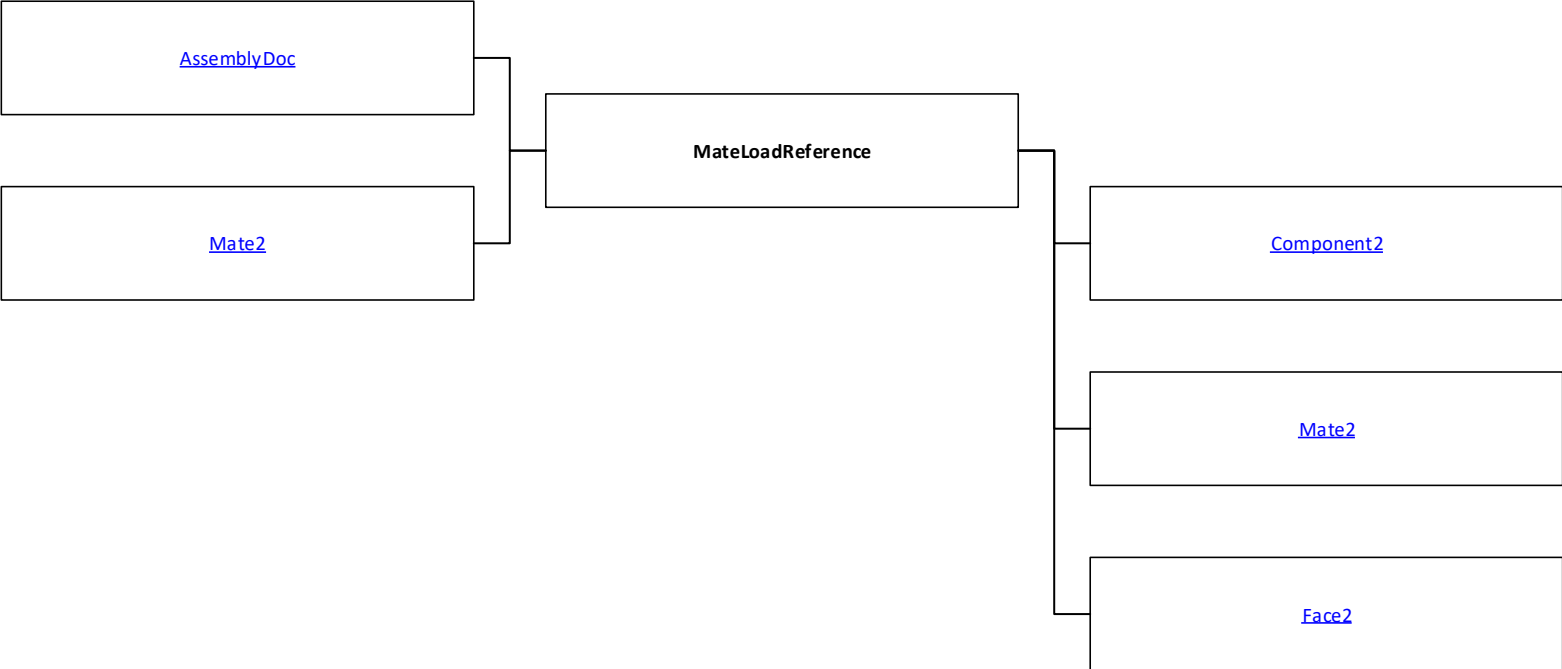 AssemblyDoc
MateLoadReference
Mate2
Component2
Mate2
Face2